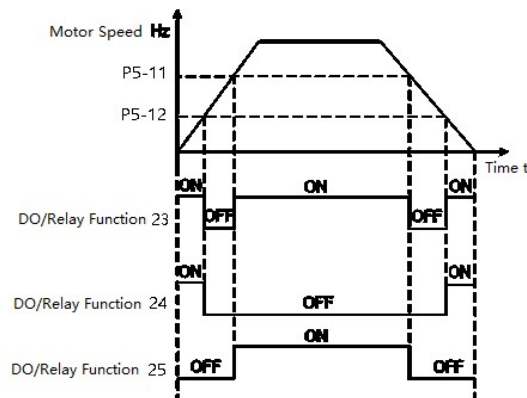 Motor Speed Hz
P5-11
P5-12
Time t
ON ON ON
DO/Relay Function 23 OFF OFF
ON ON
DO/Relay Function 24 OFF
ON
DO/Relay Function 25 OFF OFF